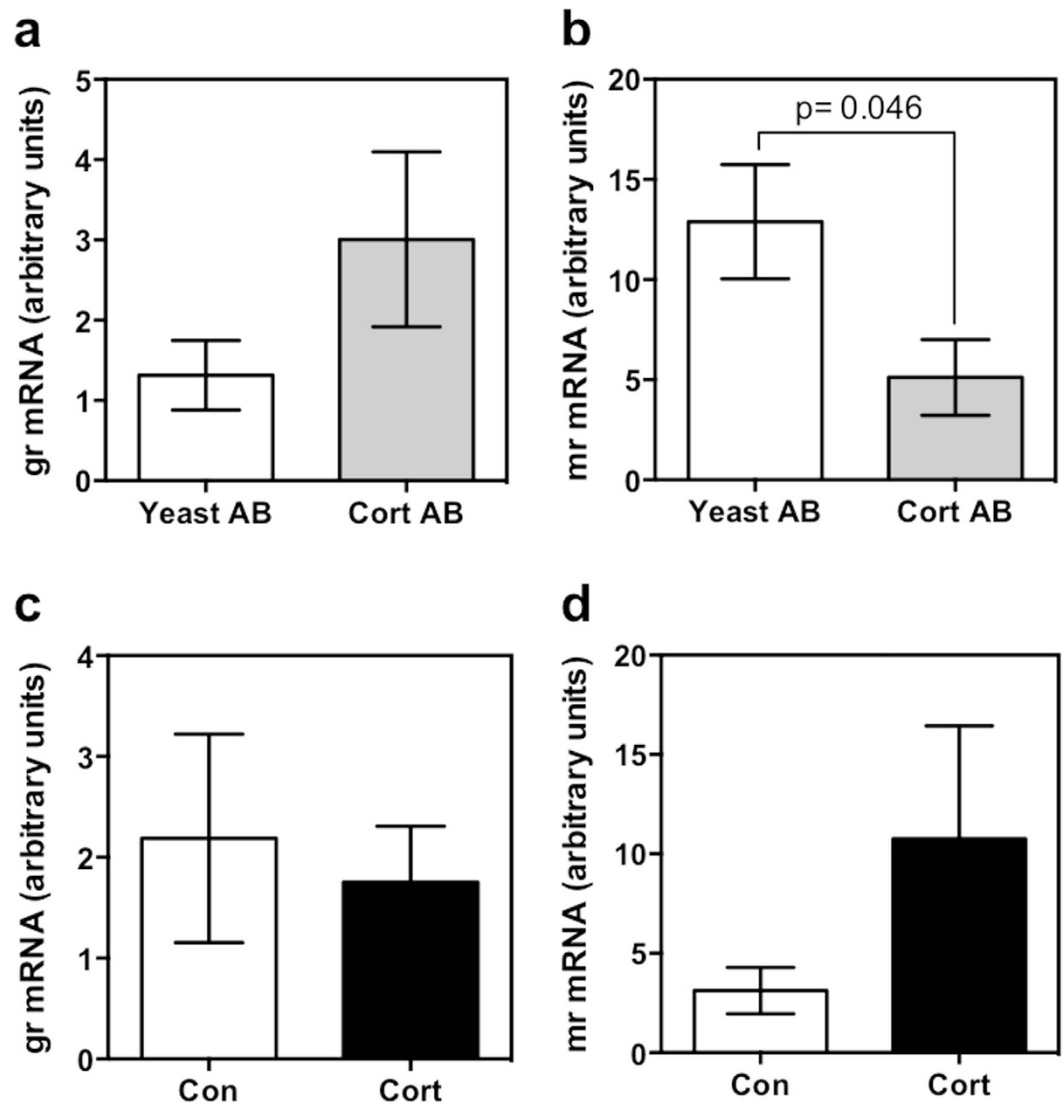 a
gr mRNA (arbitrary units)
5
4
3
2
1
0
Yeast AB
Cort AB
b
mr mRNA (arbitrary units)
20
15
10
5
0
p= 0.046
Yeast AB
Cort AB
c
gr mRNA (arbitrary units)
4
3
2
1
0
Con
Cort
d
mr mRNA (arbitrary units)
20
15
10
5
0
Con
Cort